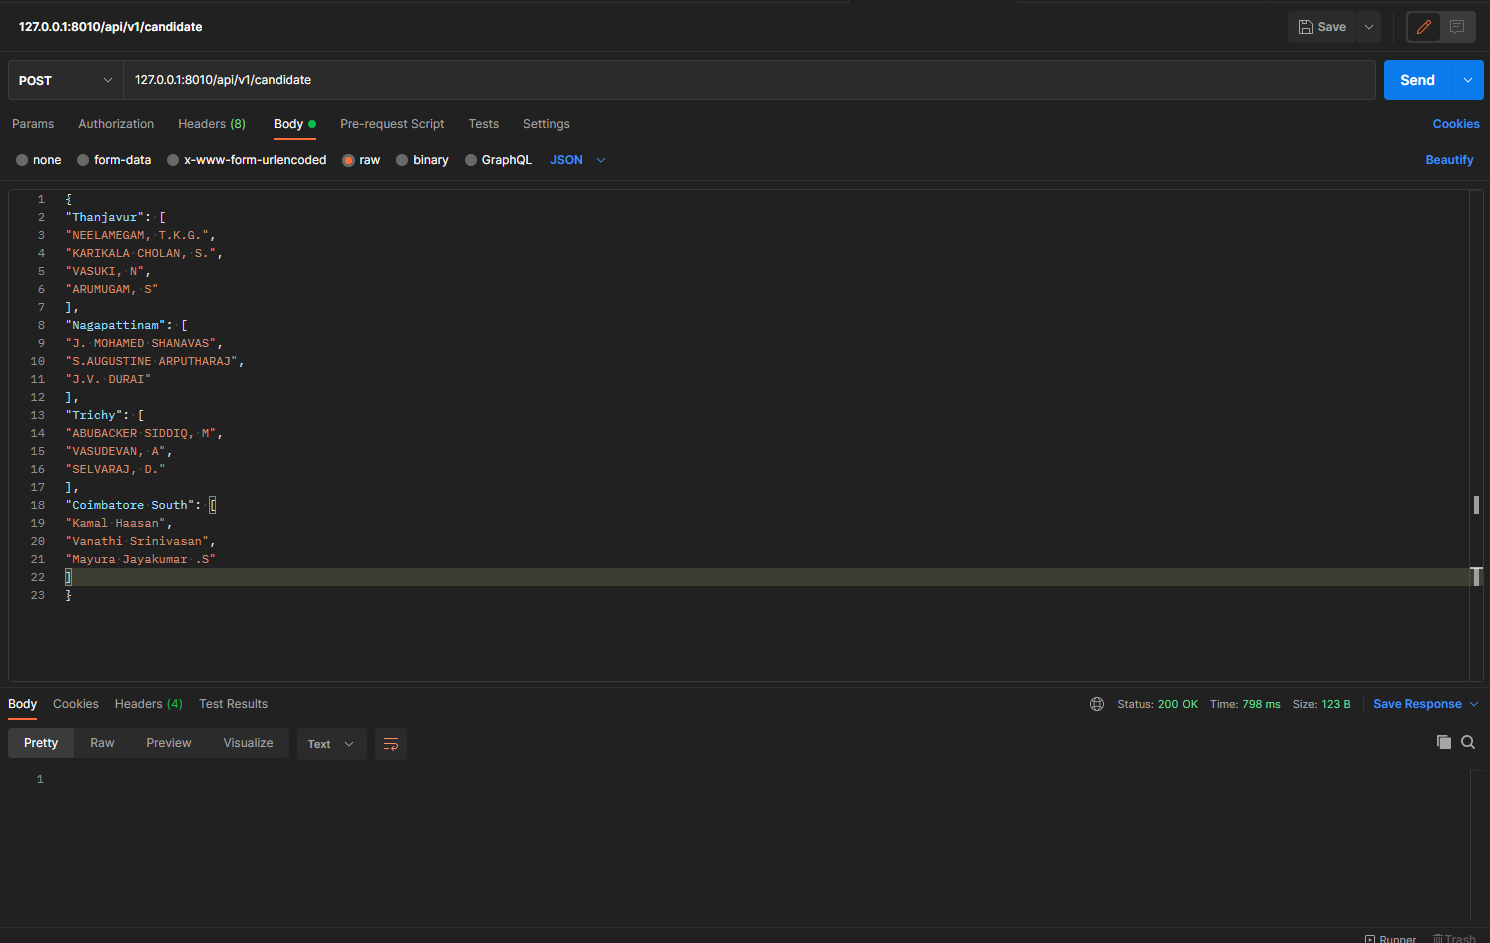 127.0.0.1:8010/api/v1/candidate
Save
POST 127.0.0.1:8010/api/v1/candidate Send
Params Authorization Headers (8) Body Pre-request Script Tests Settings Cookies
none form-data x-www-form-urlencoded raw binary GraphQL JSON Beautify
1 {
2 "Thanjavur": [
3 "NEELAMEGAM, T.K.G.",
4 "KARIKALA CHOLAN, S.",
5 "VASUKI, N",
6 "ARUMUGAM, S"
7 ],
8 "Nagapattinam": [
9 "J. MOHAMED SHANAVAS",
10 "S.AUGUSTINE ARPUTHARAJ",
11 "J.V. DURAI"
12 ],
13 "Trichy": [
14 "ABUBACKER SIDDIQ, M",
15 "VASUDEVAN, A",
16 "SELVARAJ, D."
17 ],
18 "Coimbatore South": [
19 "Kamal Haasan",
20 "Vanathi Srinivasan",
21 "Mayura Jayakumar .S"
22 ]
23 }
Body Cookies Headers (4) Test Results Status: 200 OK Time: 798 ms Size: 123 B Save Response
Pretty Raw Preview Visualize Text
1
Runner Trash